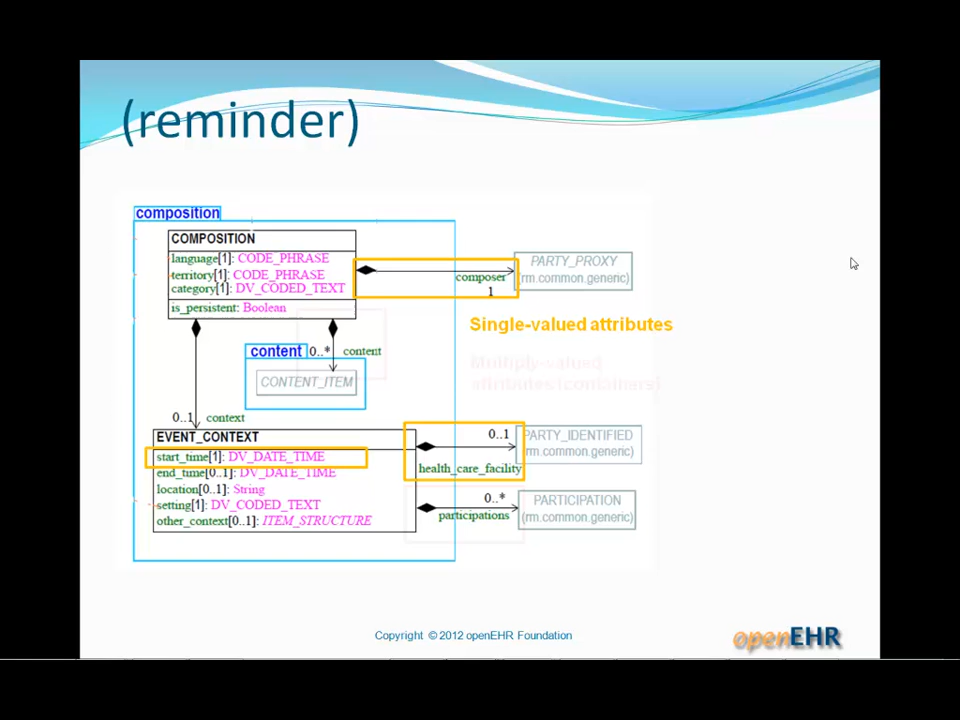 (reminder)
composition
COMPOSITION
language[1]: CODE_PHRASE
territory[1]: CODE_PHRASE
category[1]: DV_CODED_TEXT
is_persistent: Boolean
composer
1
PARTY_PROXY
(rm.common.generic)
Single-valued attributes
Multiply-valued
attributes (containers)
content
0..*
content
CONTENT_ITEM
0..1
context
EVENT_CONTEXT
start_time[1]: DV_DATE_TIME
end_time[0..1]: DV_DATE_TIME
location[0..1]: String
setting[1]: DV_CODED_TEXT
other_context[0..1]: ITEM_STRUCTURE
0..1
health_care_facility
PARTY_IDENTIFIED
(rm.common.generic)
0..*
participations
PARTICIPATION
(rm.common.generic)
Copyright © 2012 openEHR Foundation
openEHR